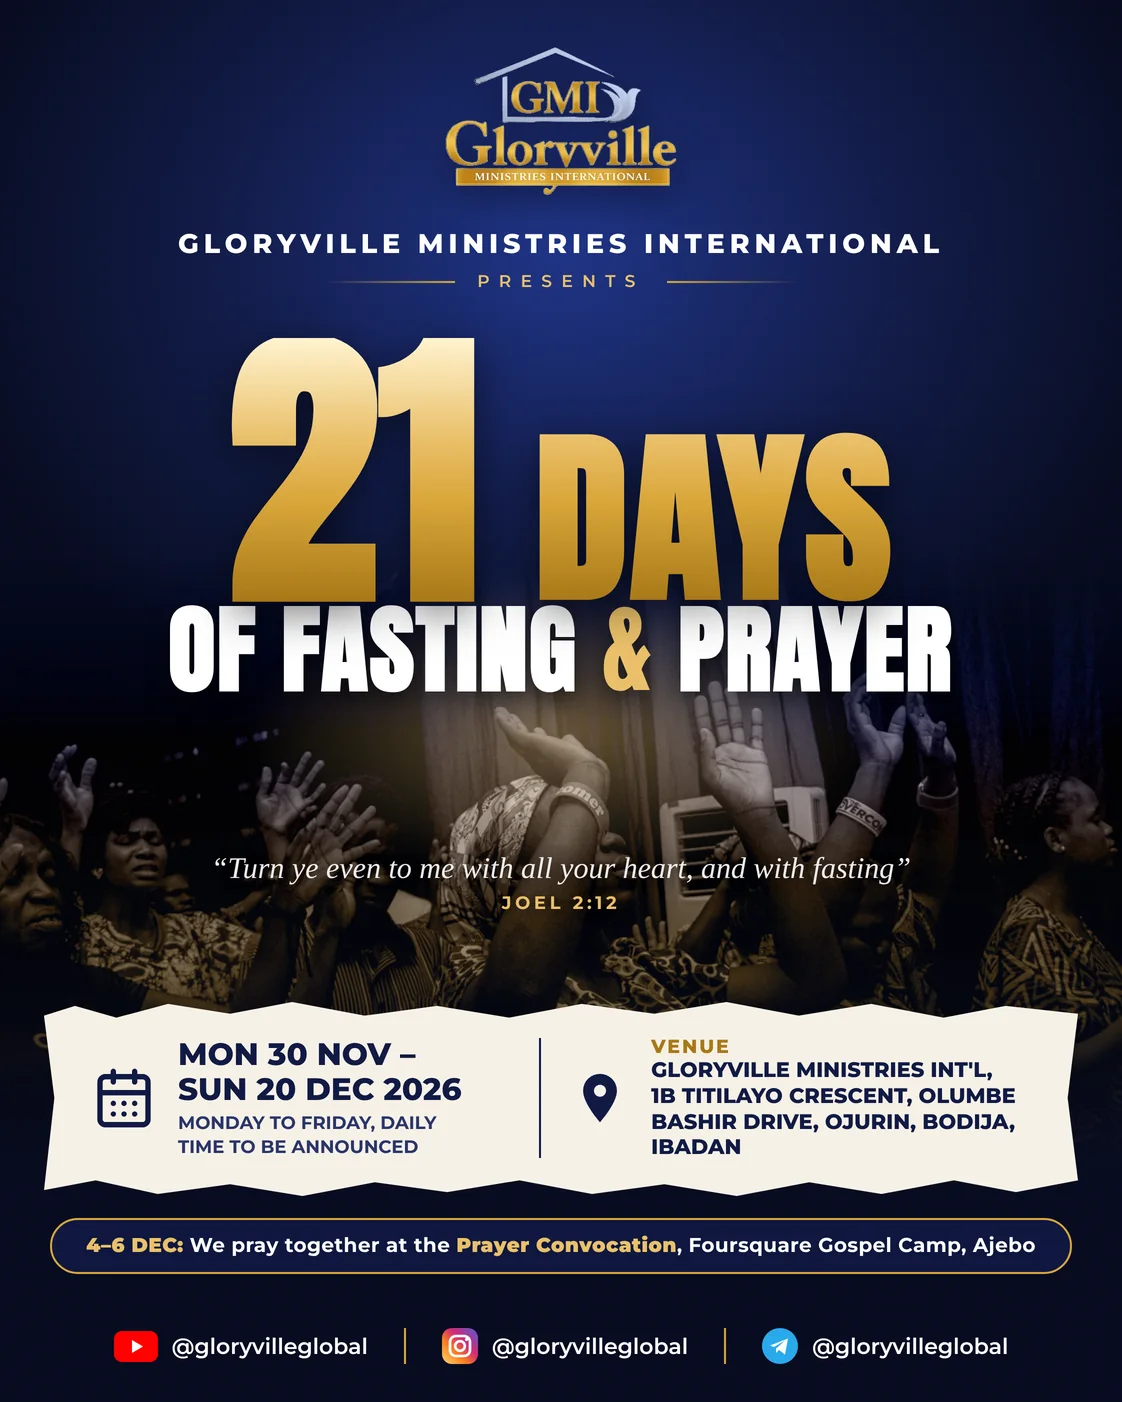 GMI
Gloryville
MINISTRIES INTERNATIONAL
GLORYVILLE MINISTRIES INTERNATIONAL
PRESENTS
21 DAYS
OF FASTING & PRAYER
omer
OVERCO
“Turn ye even to me with all your heart, and with fasting”
JOEL 2:12
MON 30 NOV –
SUN 20 DEC 2026
MONDAY TO FRIDAY, DAILY
TIME TO BE ANNOUNCED
VENUE
GLORYVILLE MINISTRIES INT'L,
1B TITILAYO CRESCENT, OLUMBE
BASHIR DRIVE, OJURIN, BODIJA,
IBADAN
4–6 DEC: We pray together at the Prayer Convocation, Foursquare Gospel Camp, Ajebo
@gloryvilleglobal
@gloryvilleglobal
@gloryvilleglobal